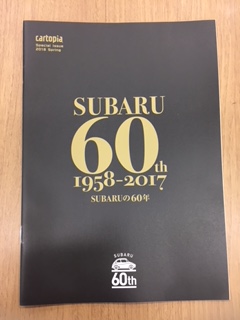 cartopia
Special Issue
2018 Spring
SUBARU
60th
1958-2017
SUBARUの60年
SUBARU
60th